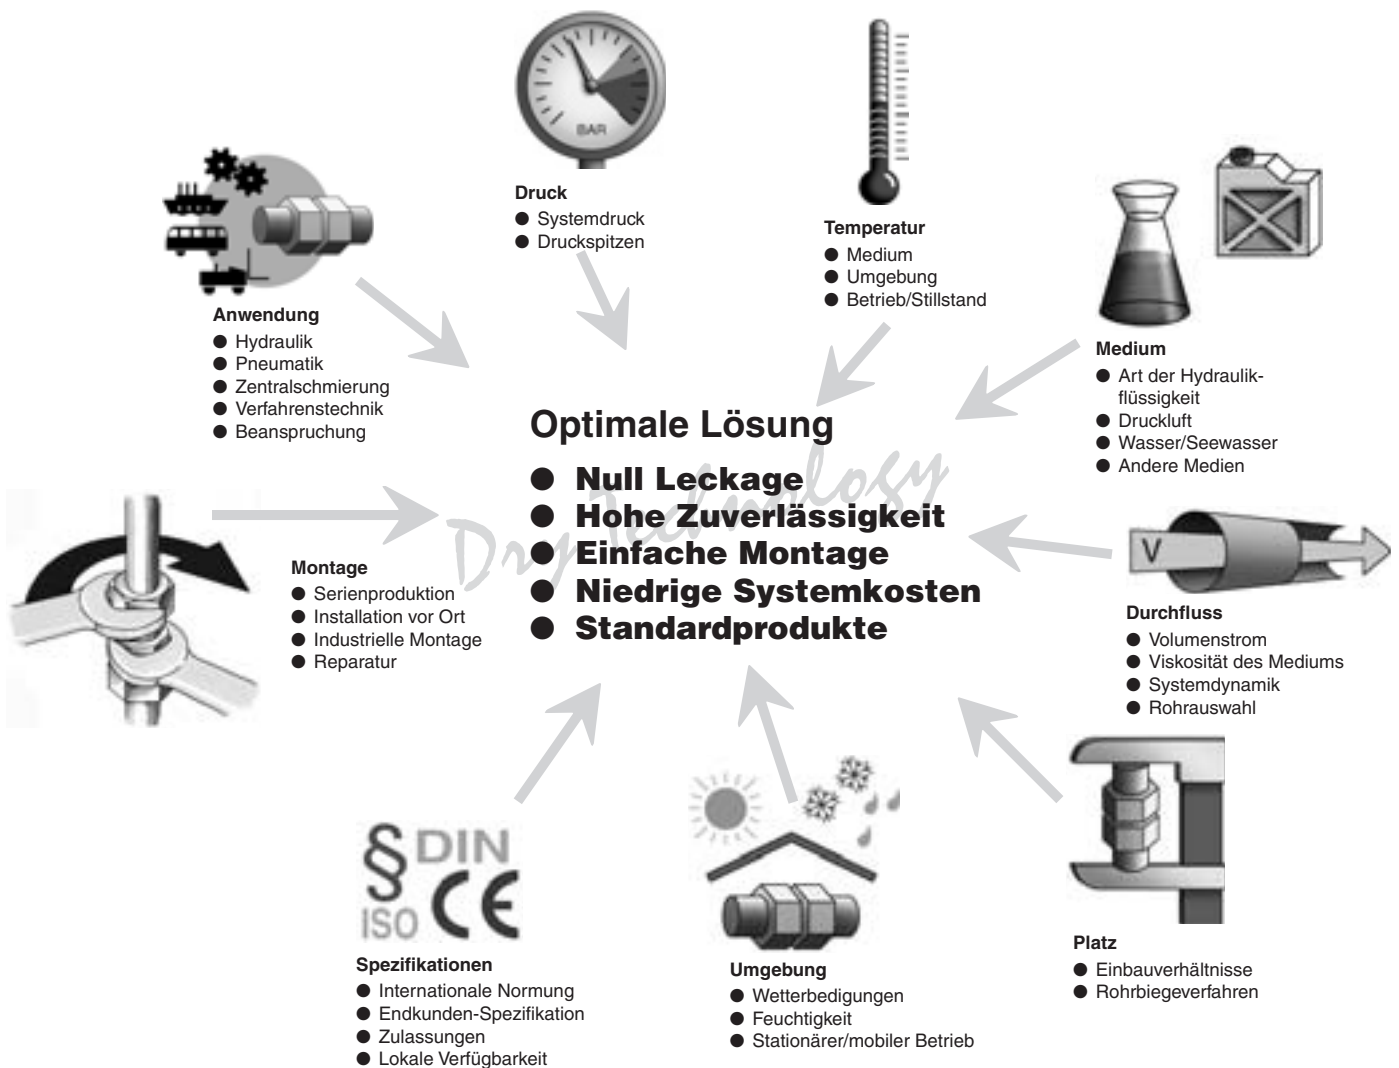 BAR
Druck
● Systemdruck
● Druckspitzen
Temperatur
● Medium
● Umgebung
● Betrieb/Stillstand
Anwendung
● Hydraulik
● Pneumatik
● Zentralschmierung
● Verfahrenstechnik
● Beanspruchung
Medium
● Art der Hydraulik-
flüssigkeit
● Druckluft
● Wasser/Seewasser
● Andere Medien
Optimale Lösung
● Null Leckage
● Hohe Zuverlässigkeit
● Einfache Montage
● Niedrige Systemkosten
● Standardprodukte
Dry Technology
Montage
● Serienproduktion
● Installation vor Ort
● Industrielle Montage
● Reparatur
V
Durchfluss
● Volumenstrom
● Viskosität des Mediums
● Systemdynamik
● Rohrauswahl
§ DIN
ISO CE
Spezifikationen
● Internationale Normung
● Endkunden-Spezifikation
● Zulassungen
● Lokale Verfügbarkeit
Umgebung
● Wetterbedigungen
● Feuchtigkeit
● Stationärer/mobiler Betrieb
Platz
● Einbauverhältnisse
● Rohrbiegeverfahren